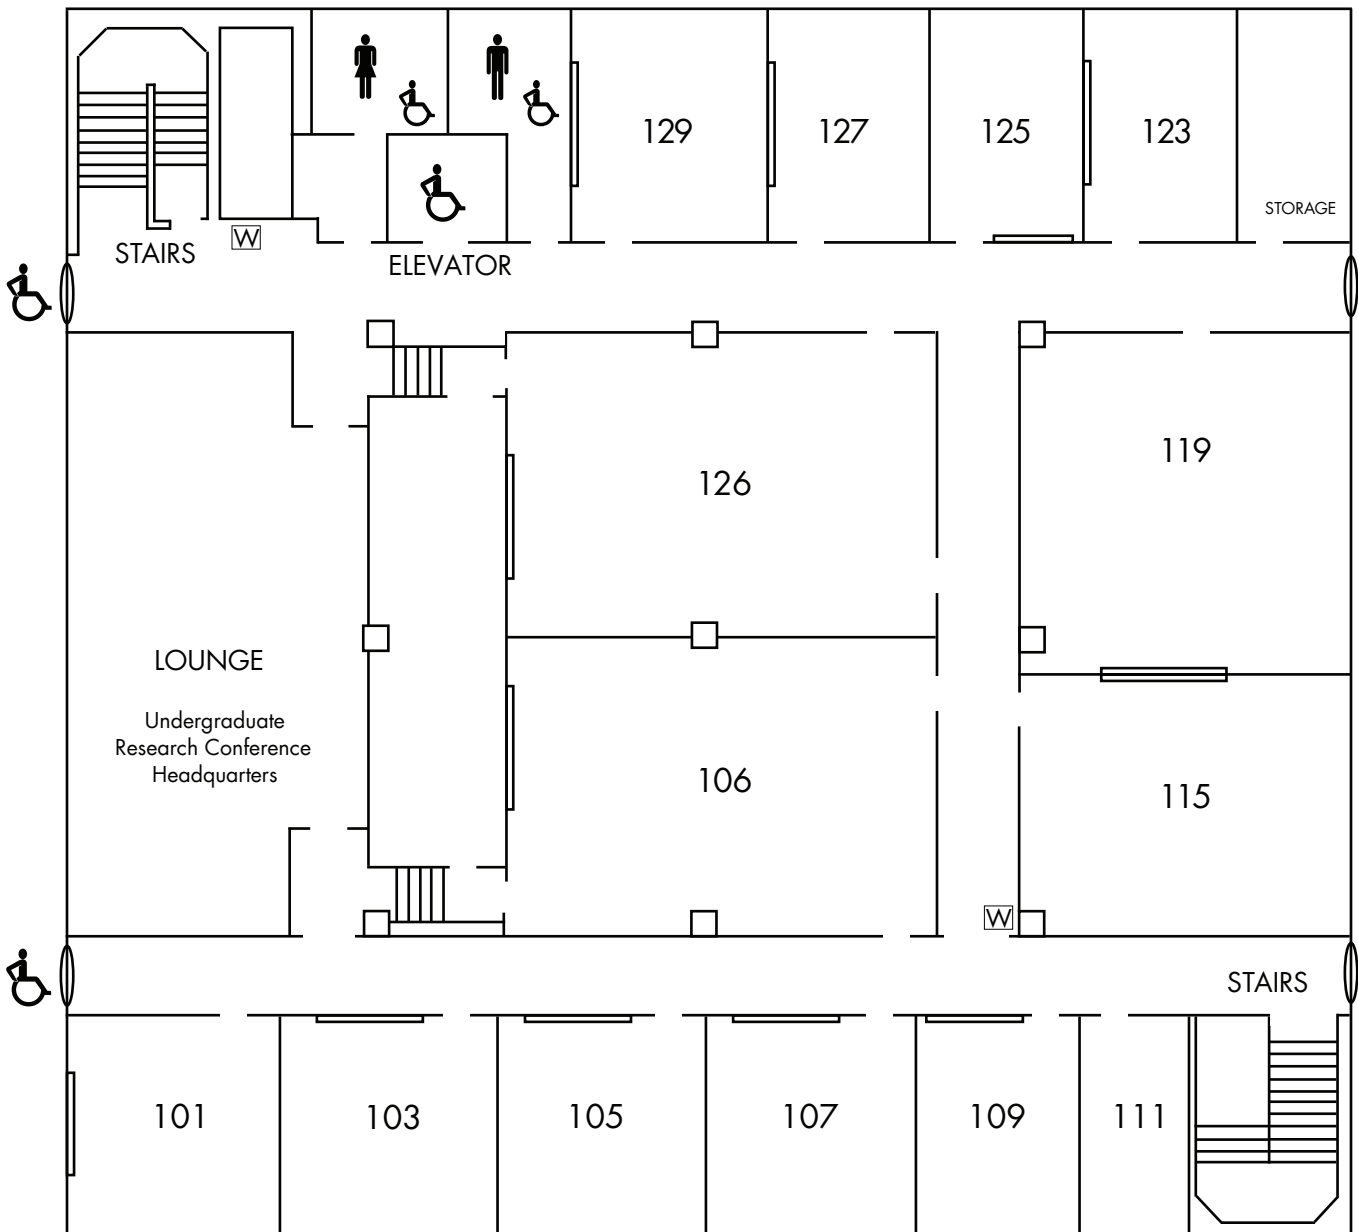 129
127
125
123
STORAGE
STAIRS
W
ELEVATOR
126
119
LOUNGE
Undergraduate
Research Conference
Headquarters
106
115
W
STAIRS
101
103
105
107
109
111